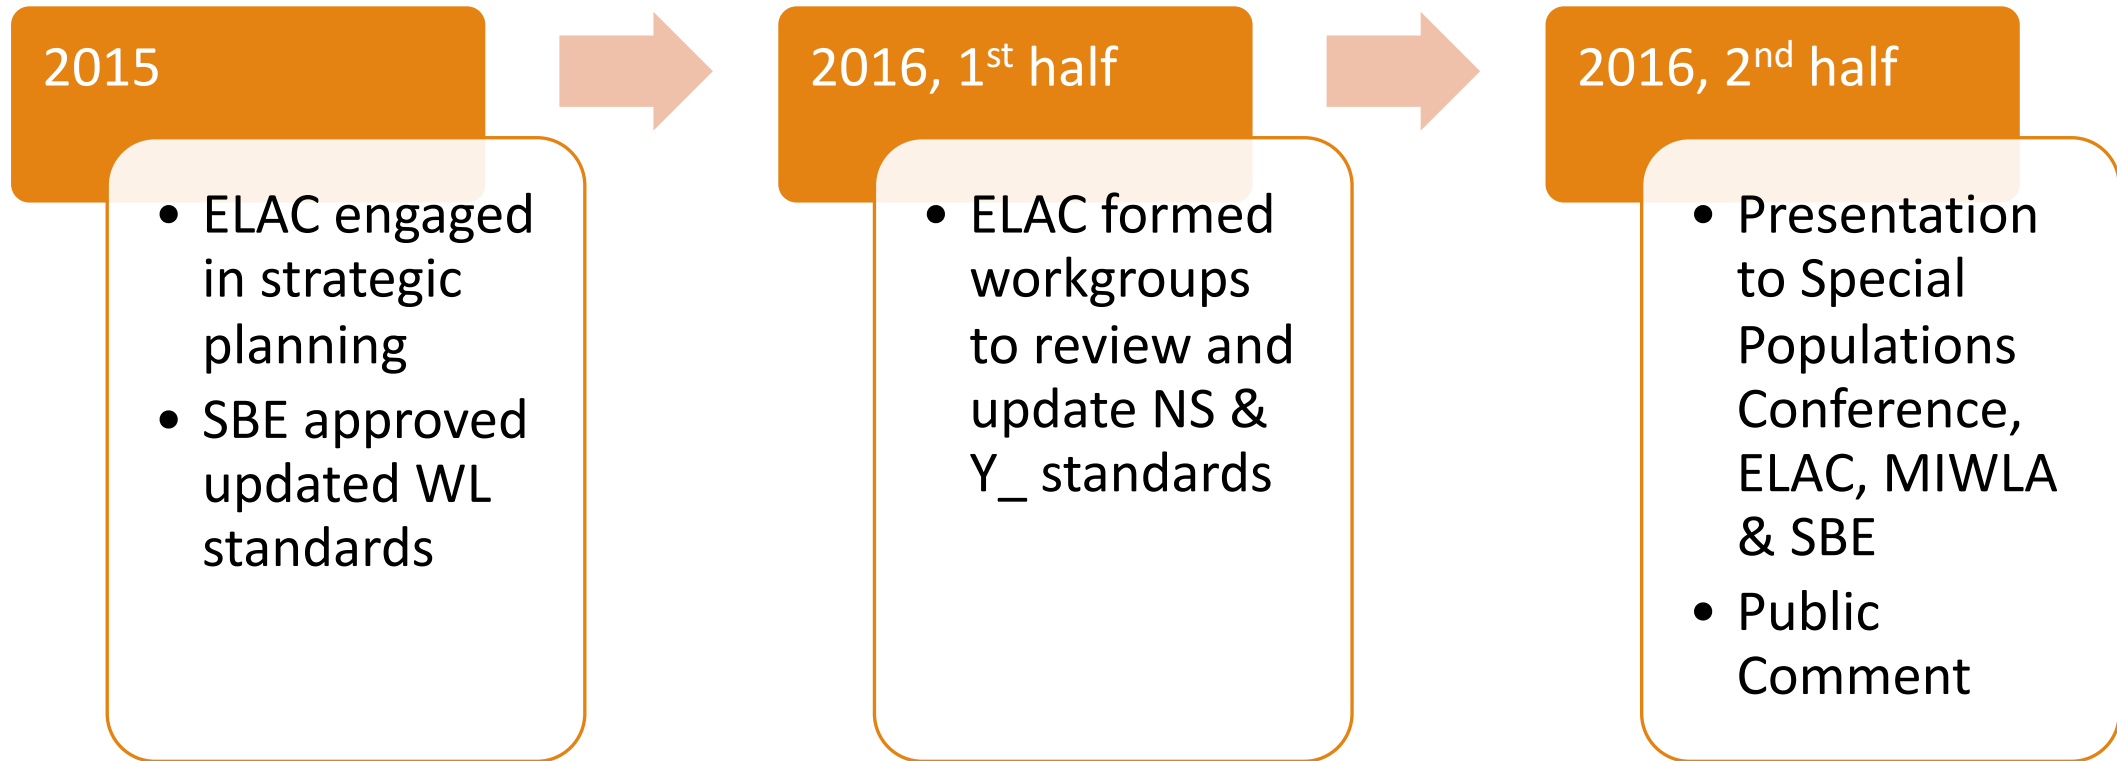 2015
• ELAC engaged
in strategic
planning
• SBE approved
updated WL
standards
2016, 1st half
• ELAC formed
workgroups
to review and
update NS &
Y_ standards
2016, 2nd half
• Presentation
to Special
Populations
Conference,
ELAC, MIWLA
& SBE
• Public
Comment